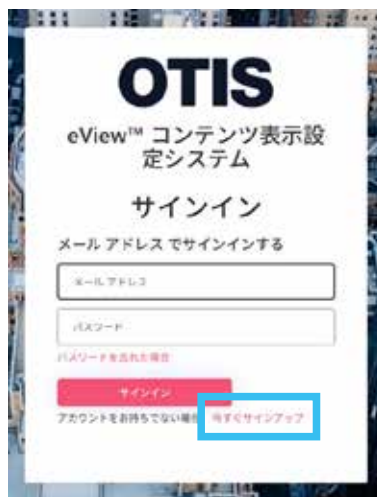 OTIS
eView™ コンテンツ表示設
定システム
サインイン
メール アドレス でサインインする
メール アドレス
パスワード
パスワードを忘れた場合
サインイン
アカウントをお持ちでない場合 今すぐサインアップ